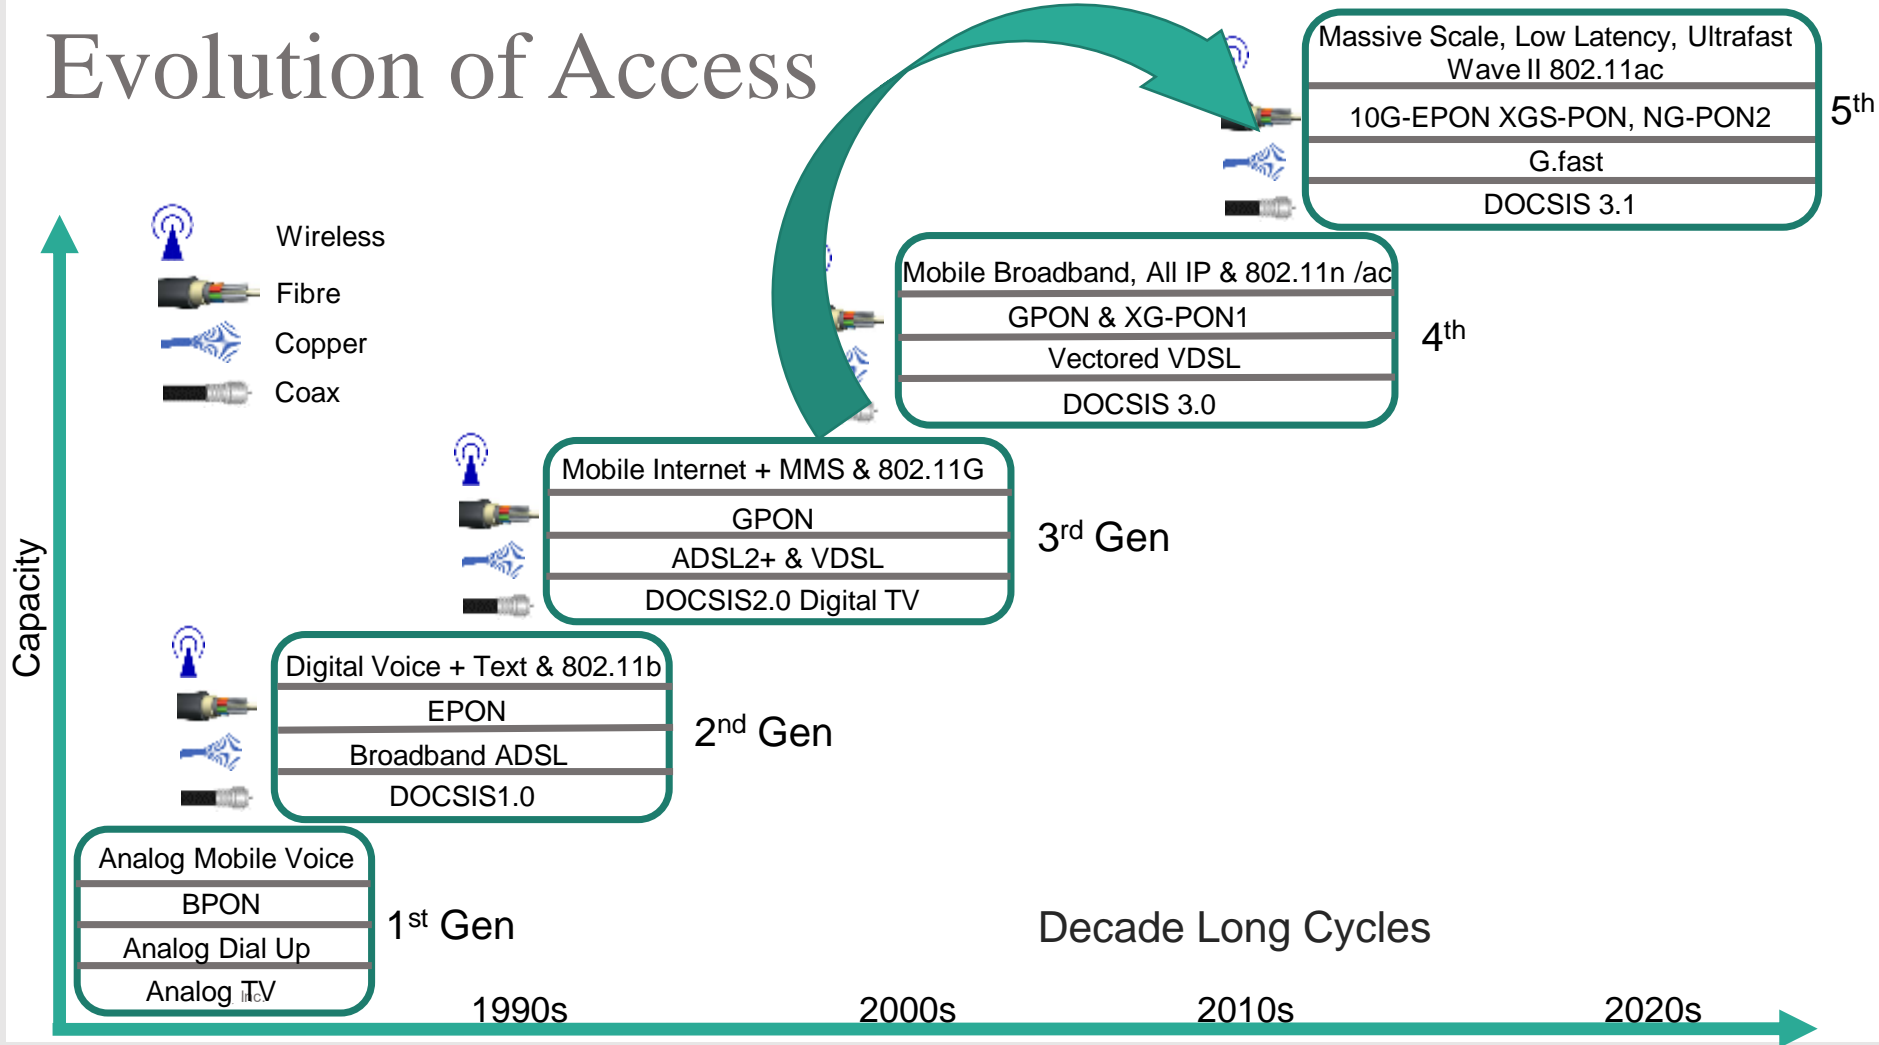 Evolution of Access
Massive Scale, Low Latency, Ultrafast
Wave II 802.11ac
10G-EPON XGS-PON, NG-PON2
G.fast
DOCSIS 3.1
5th
Wireless
Fibre
Copper
Coax
Mobile Broadband, All IP & 802.11n /ac
GPON & XG-PON1
Vectored VDSL
DOCSIS 3.0
4th
Mobile Internet + MMS & 802.11G
GPON
ADSL2+ & VDSL
DOCSIS2.0 Digital TV
3rd Gen
Capacity
Digital Voice + Text & 802.11b
EPON
Broadband ADSL
DOCSIS1.0
2nd Gen
Analog Mobile Voice
BPON
Analog Dial Up
Analog TV
Inc.
1st Gen
Decade Long Cycles
1990s
2000s
2010s
2020s